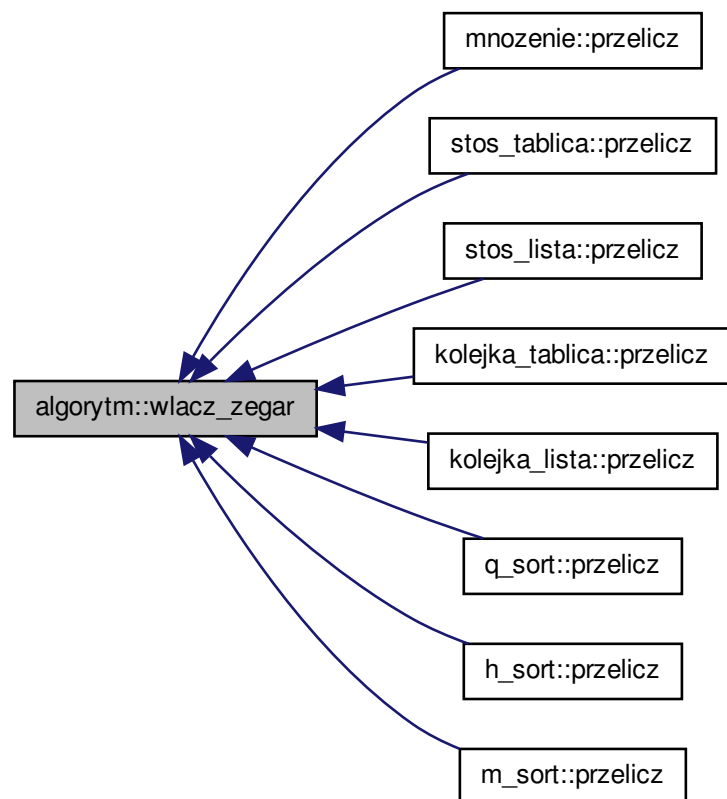 mnozenie::przelicz
stos_tablica::przelicz
stos_lista::przelicz
kolejka_tablica::przelicz
algorytm::wlacz_zegar
kolejka_lista::przelicz
q_sort::przelicz
h_sort::przelicz
m_sort::przelicz